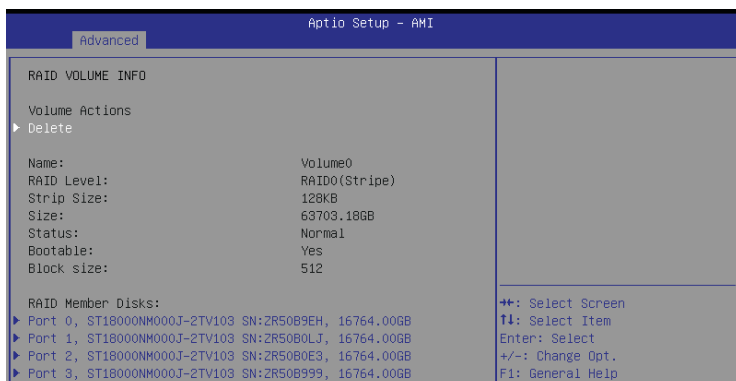 Aptio Setup – AMI
Advanced
RAID VOLUME INFO
Volume Actions
Delete
Name: Volume0
RAID Level: RAID0(Stripe)
Strip Size: 128KB
Size: 63703.18GB
Status: Normal
Bootable: Yes
Block size: 512
RAID Member Disks:
Port 0, ST18000NM000J-2TV103 SN:ZR50B9EH, 16764.00GB
Port 1, ST18000NM000J-2TV103 SN:ZR50B0LJ, 16764.00GB
Port 2, ST18000NM000J-2TV103 SN:ZR50B0E3, 16764.00GB
Port 3, ST18000NM000J-2TV103 SN:ZR50B999, 16764.00GB
→←: Select Screen
↑↓: Select Item
Enter: Select
+/-: Change Opt.
F1: General Help